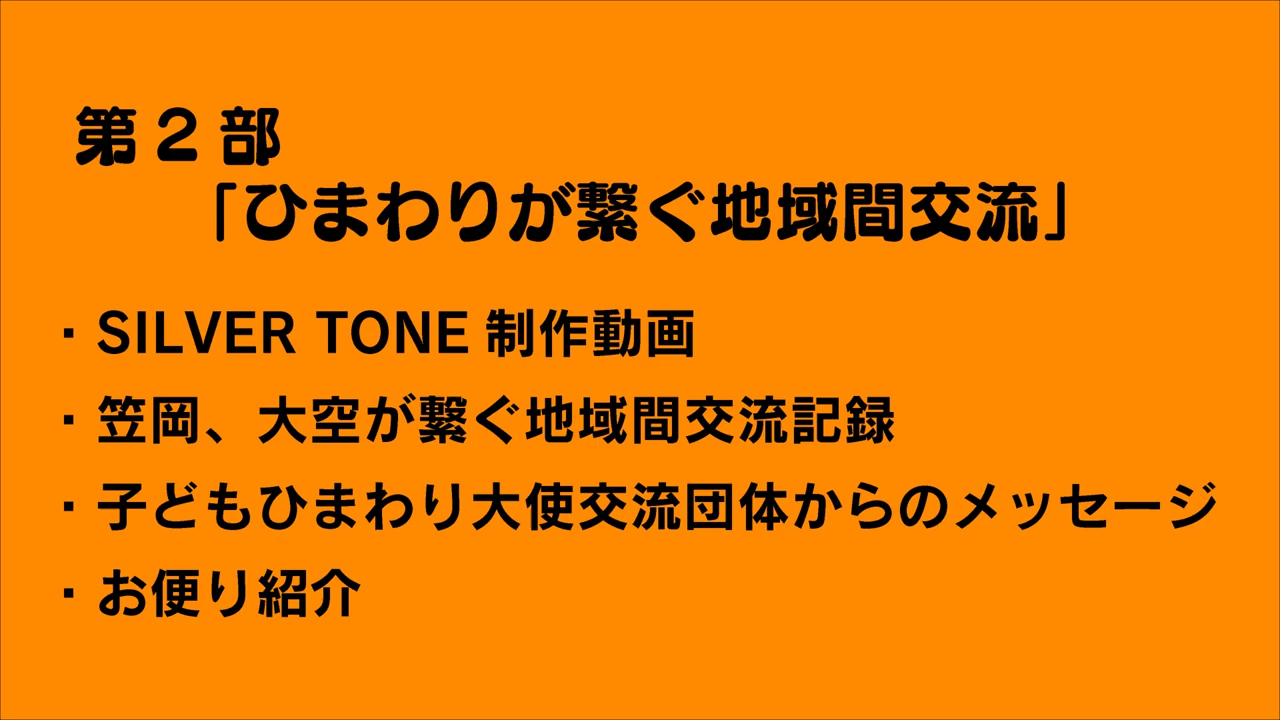 第2部
「ひまわりが繋ぐ地域間交流」
・SILVER TONE 制作動画
・笠岡、大空が繋ぐ地域間交流記録
・子どもひまわり大使交流団体からのメッセージ
・お便り紹介